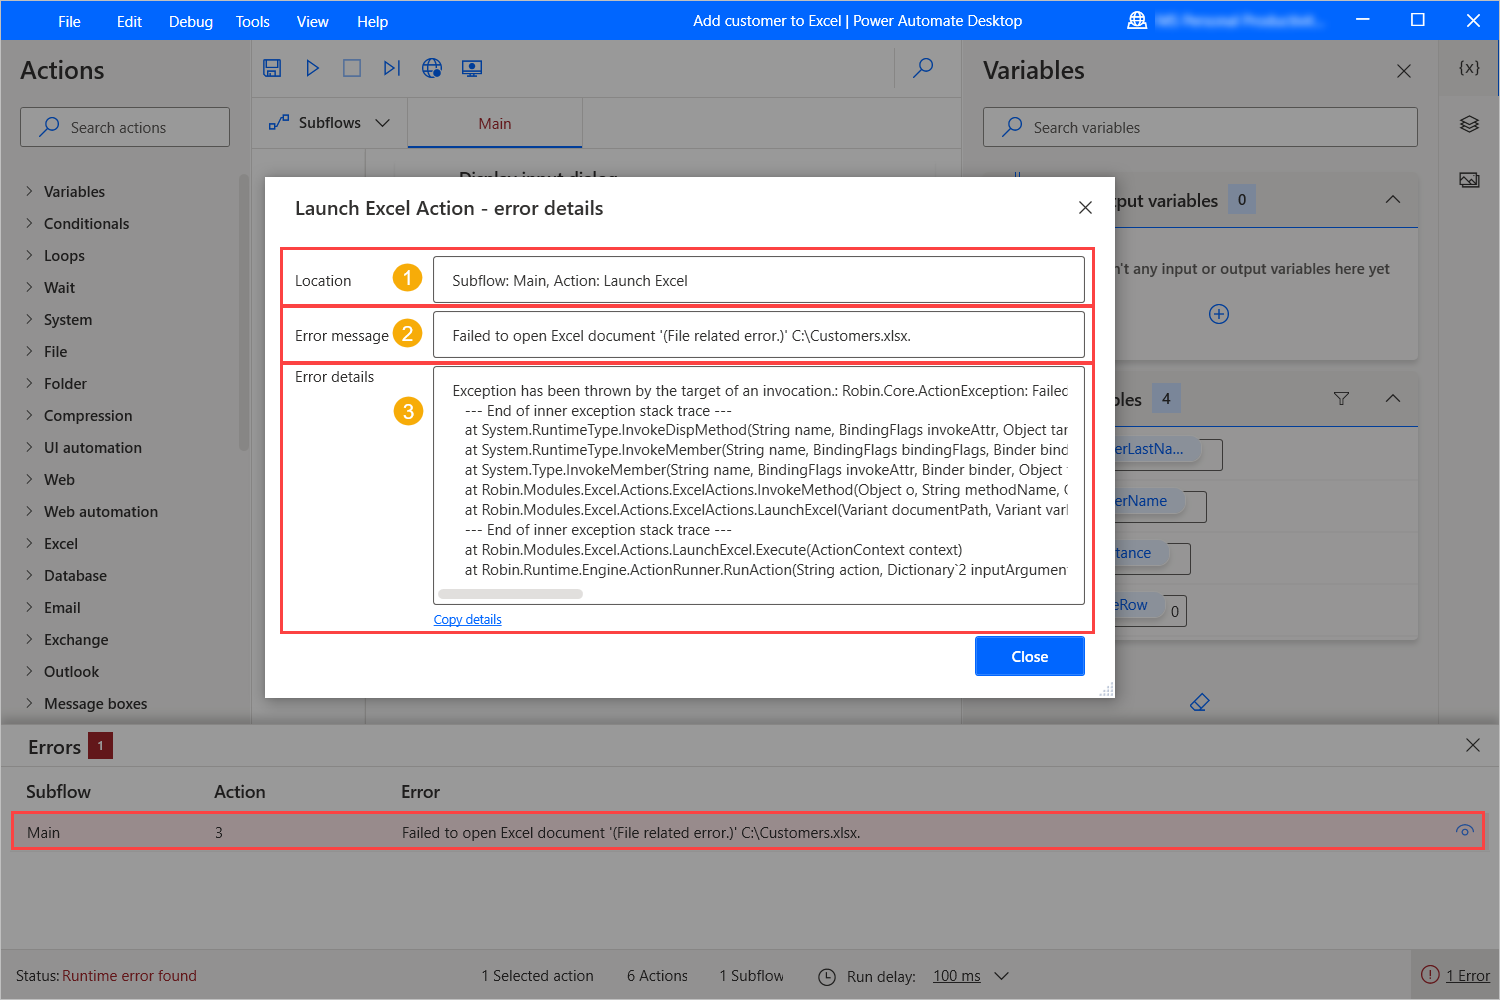 File Edit Debug Tools View Help
Add customer to Excel | Power Automate Desktop
Actions
Search actions
Variables
Conditionals
Loops
Wait
System
File
Folder
Compression
UI automation
Web
Web automation
Excel
Database
Email
Exchange
Outlook
Message boxes
Subflows
Main
Display input dialog
Variables
{x}
Search variables
put variables 0
't any input or output variables here yet
bles 4
erLastNa...
erName
tance
eRow 0
Launch Excel Action - error details
Location 1 Subflow: Main, Action: Launch Excel
Error message 2 Failed to open Excel document '(File related error.)' C:\Customers.xlsx.
Error details
3
Exception has been thrown by the target of an invocation.: Robin.Core.ActionException: Failed
--- End of inner exception stack trace ---
at System.RuntimeType.InvokeDispMethod(String name, BindingFlags invokeAttr, Object tar
at System.RuntimeType.InvokeMember(String name, BindingFlags bindingFlags, Binder bind
at System.Type.InvokeMember(String name, BindingFlags invokeAttr, Binder binder, Object
at Robin.Modules.Excel.Actions.ExcelActions.InvokeMethod(Object o, String methodName,
at Robin.Modules.Excel.Actions.ExcelActions.LaunchExcel(Variant documentPath, Variant var
--- End of inner exception stack trace ---
at Robin.Modules.Excel.Actions.LaunchExcel.Execute(ActionContext context)
at Robin.Runtime.Engine.ActionRunner.RunAction(String action, Dictionary`2 inputArgument
Copy details
Close
Errors 1
Subflow Action Error
Main 3 Failed to open Excel document '(File related error.)' C:\Customers.xlsx.
Status: Runtime error found 1 Selected action 6 Actions 1 Subflow Run delay: 100 ms 1 Error